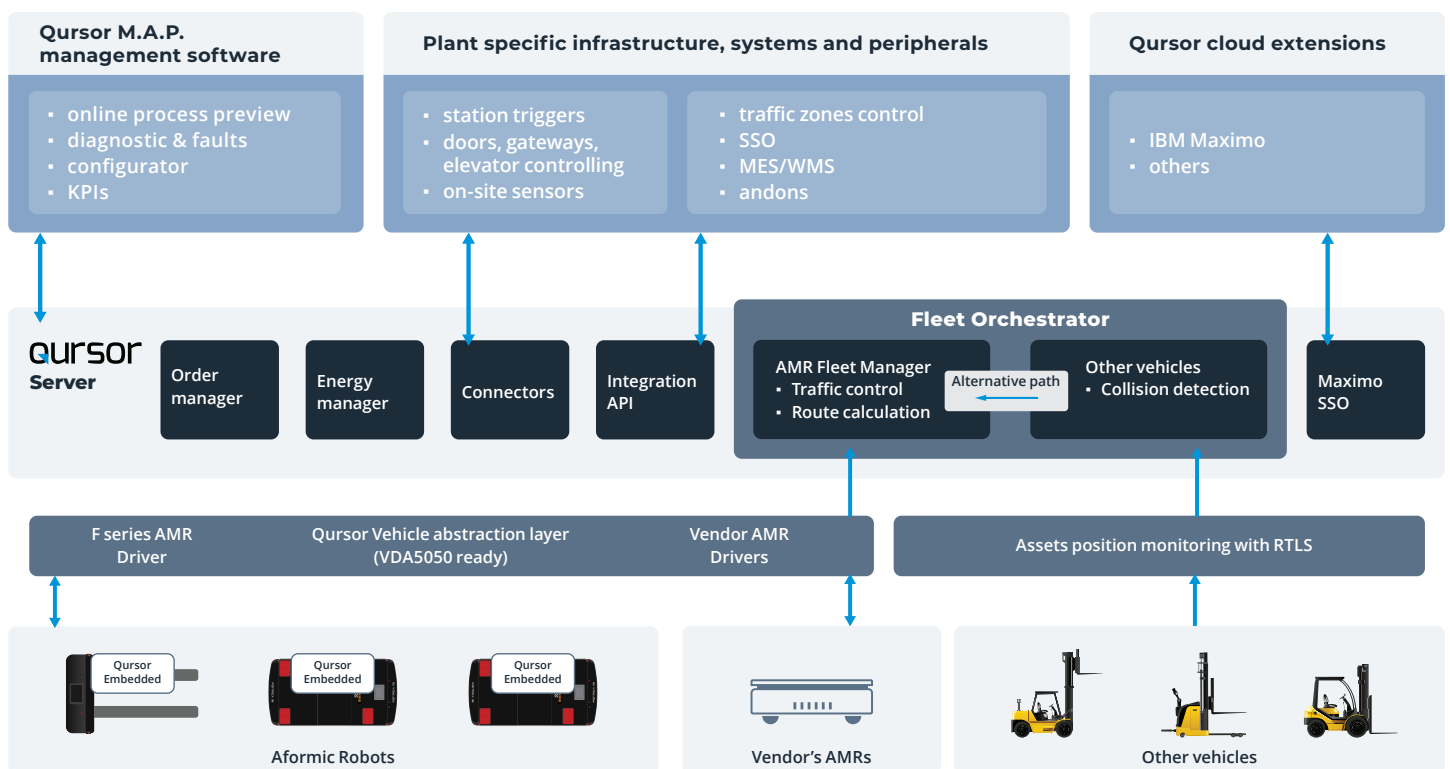 Qursor M.A.P.
management software
▪ online process preview
▪ diagnostic & faults
▪ configurator
▪ KPIs
Plant specific infrastructure, systems and peripherals
▪ station triggers
▪ doors, gateways,
elevator controlling
▪ on-site sensors
▪ traffic zones control
▪ SSO
▪ MES/WMS
▪ andons
Qursor cloud extensions
▪ IBM Maximo
▪ others
Qursor
Server
Order
manager
Energy
manager
Connectors
Integration
API
Fleet Orchestrator
AMR Fleet Manager
▪ Traffic control
▪ Route calculation
Alternative path
Other vehicles
▪ Collision detection
Maximo
SSO
F series AMR
Driver
Qursor Vehicle abstraction layer
(VDA5050 ready)
Vendor AMR
Drivers
Assets position monitoring with RTLS
Qursor
Embedded
Qursor
Embedded
Qursor
Embedded
Aformic Robots
Vendor’s AMRs
Other vehicles